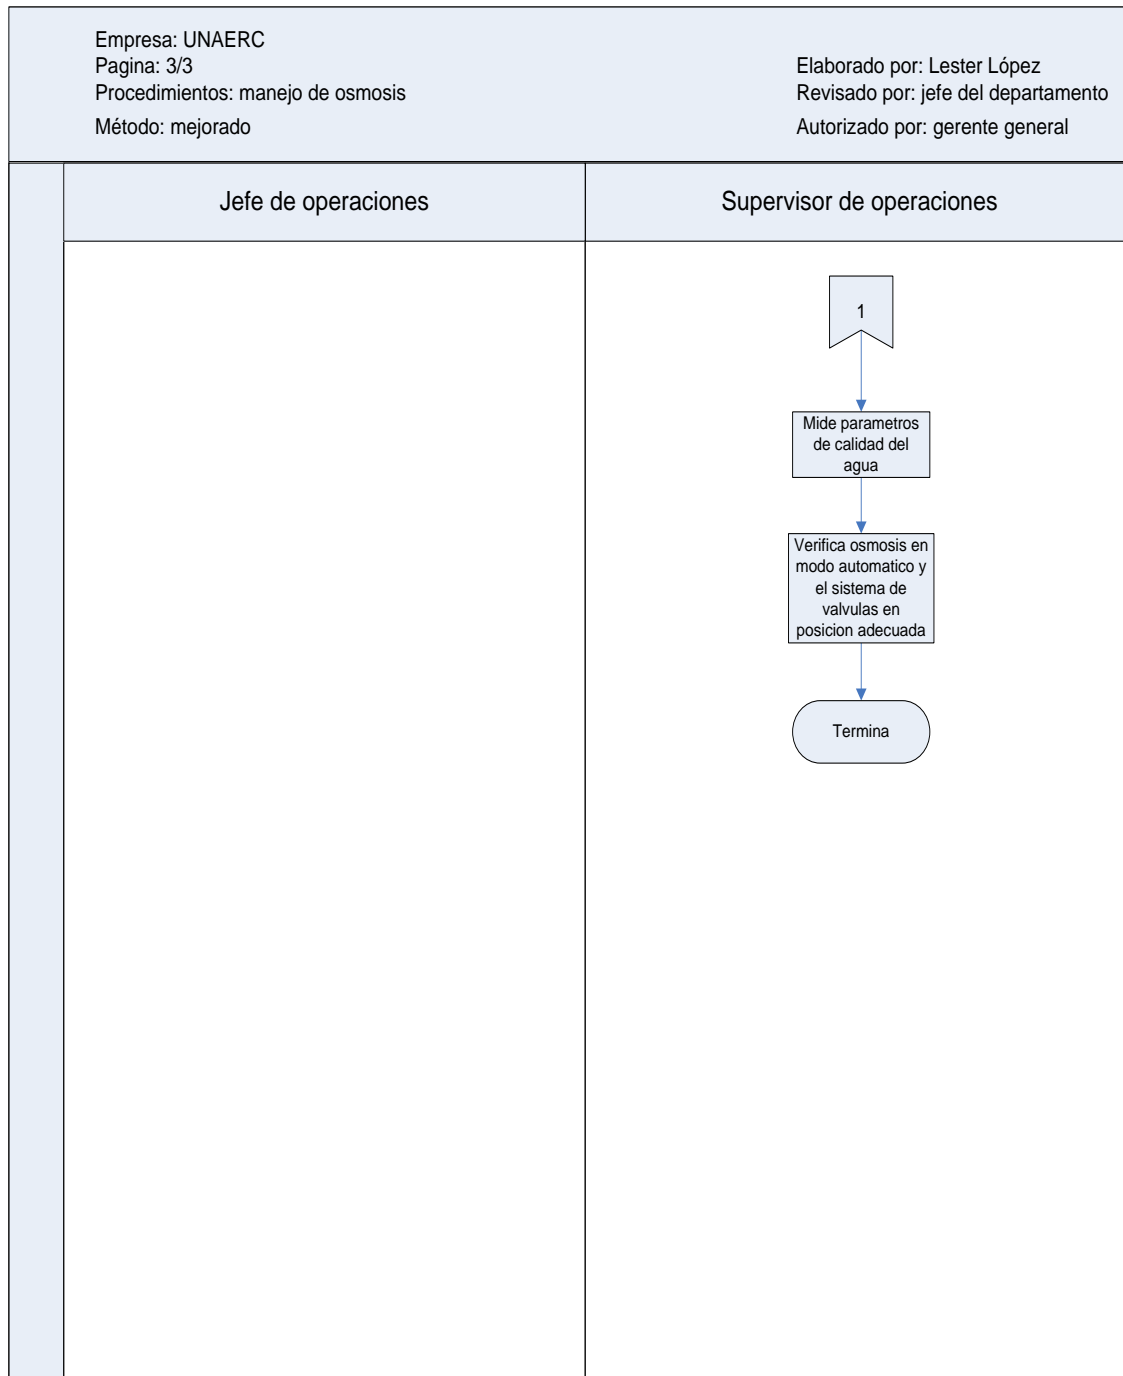 Empresa: UNAERC
Pagina: 3/3
Procedimientos: manejo de osmosis
Método: mejorado
Elaborado por: Lester López
Revisado por: jefe del departamento
Autorizado por: gerente general
Jefe de operaciones
Supervisor de operaciones
1
Mide parametros
de calidad del
agua
Verifica osmosis en
modo automatico y
el sistema de
valvulas en
posicion adecuada
Termina